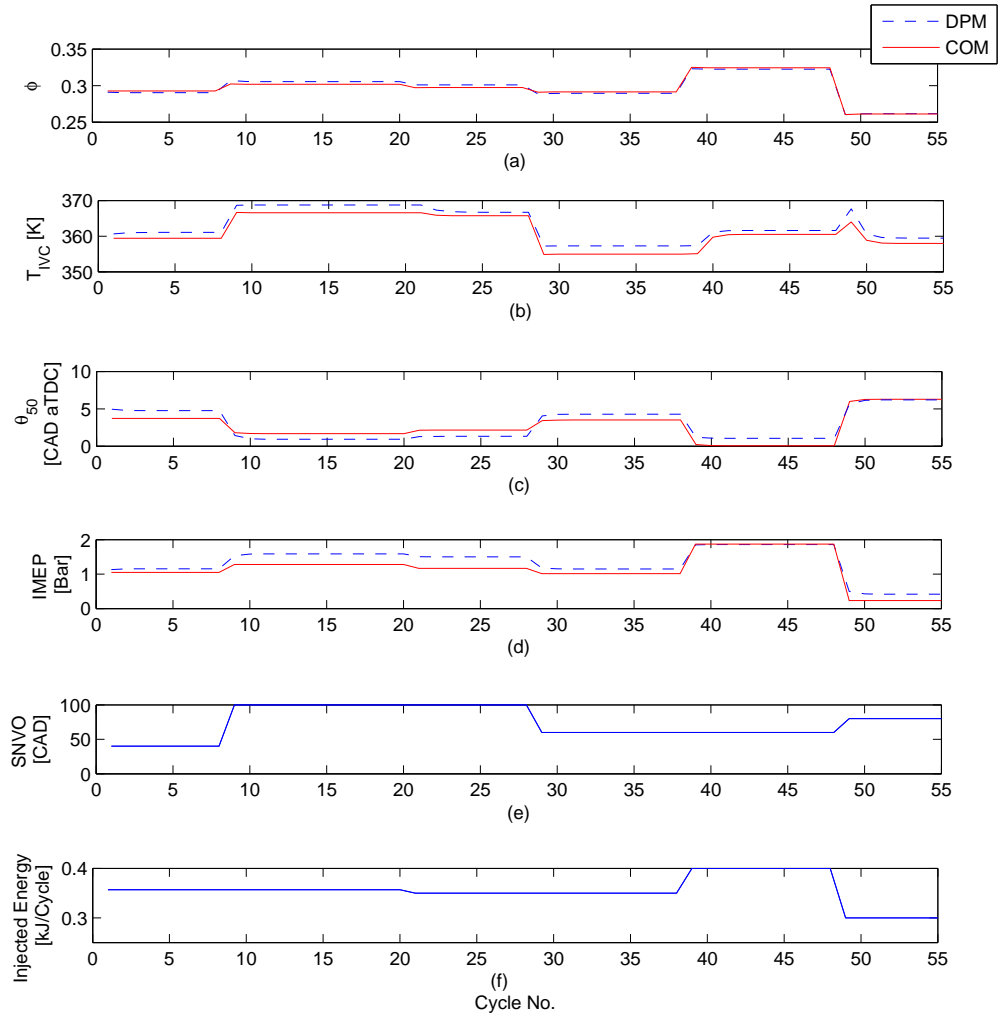 DPM
COM
0.35
0.3
0.25
ϕ
0 5 10 15 20 25 30 35 40 45 50 55
(a)
370
360
350
T_IVC [K]
0 5 10 15 20 25 30 35 40 45 50 55
(b)
10
5
0
θ_50
[CAD aTDC]
0 5 10 15 20 25 30 35 40 45 50 55
(c)
2
1
0
IMEP
[Bar]
0 5 10 15 20 25 30 35 40 45 50 55
(d)
100
50
0
SNVO
[CAD]
0 5 10 15 20 25 30 35 40 45 50 55
(e)
0.4
0.3
Injected Energy
[kJ/Cycle]
0 5 10 15 20 25 30 35 40 45 50 55
(f)
Cycle No.